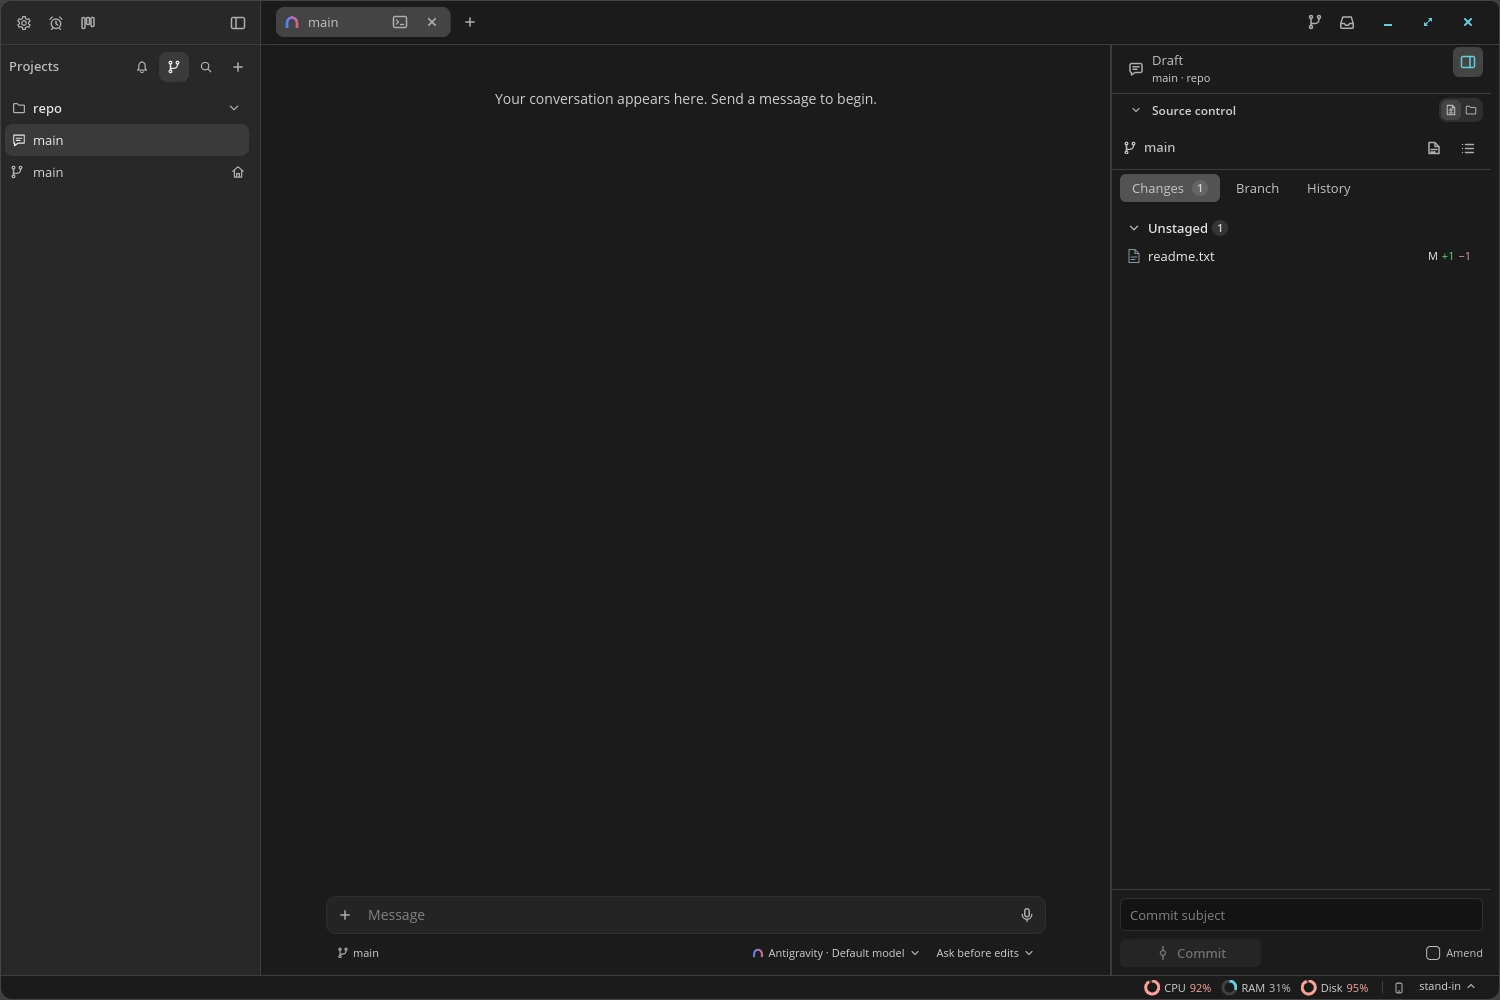 main
Projects
repo
main
main
Your conversation appears here. Send a message to begin.
Message
main
Antigravity · Default model
Ask before edits
Draft
main · repo
Source control
main
Changes 1
Branch
History
Unstaged 1
readme.txt
M +1 −1
Commit subject
Commit
Amend
CPU 92%
RAM 31%
Disk 95%
stand-in